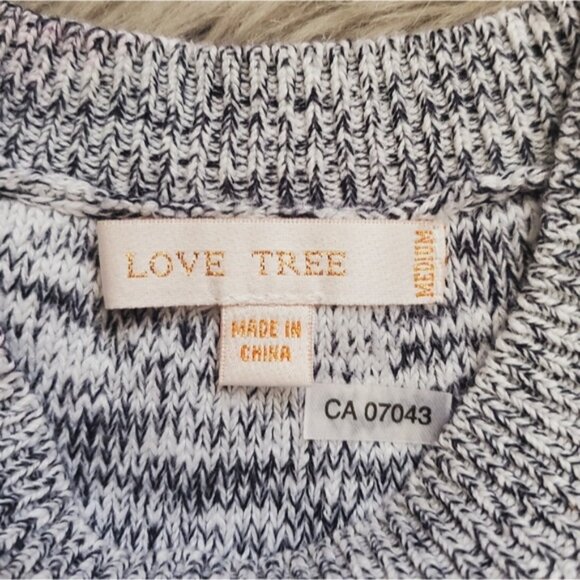 LOVE TREE
MEDIUM
MADE IN
CHINA
CA 07043